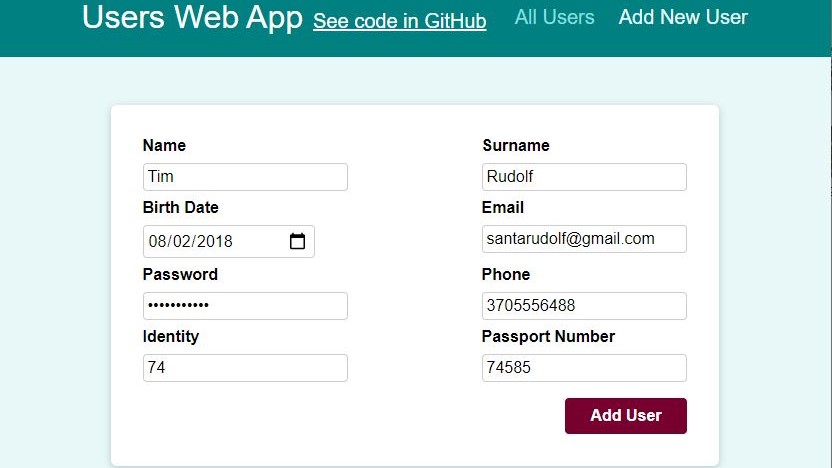 Users Web App See code in GitHub All Users Add New User
Name Surname
Tim Rudolf
Birth Date Email
08/02/2018 santarudolf@gmail.com
Password Phone
••••••••••• 3705556488
Identity Passport Number
74 74585
Add User